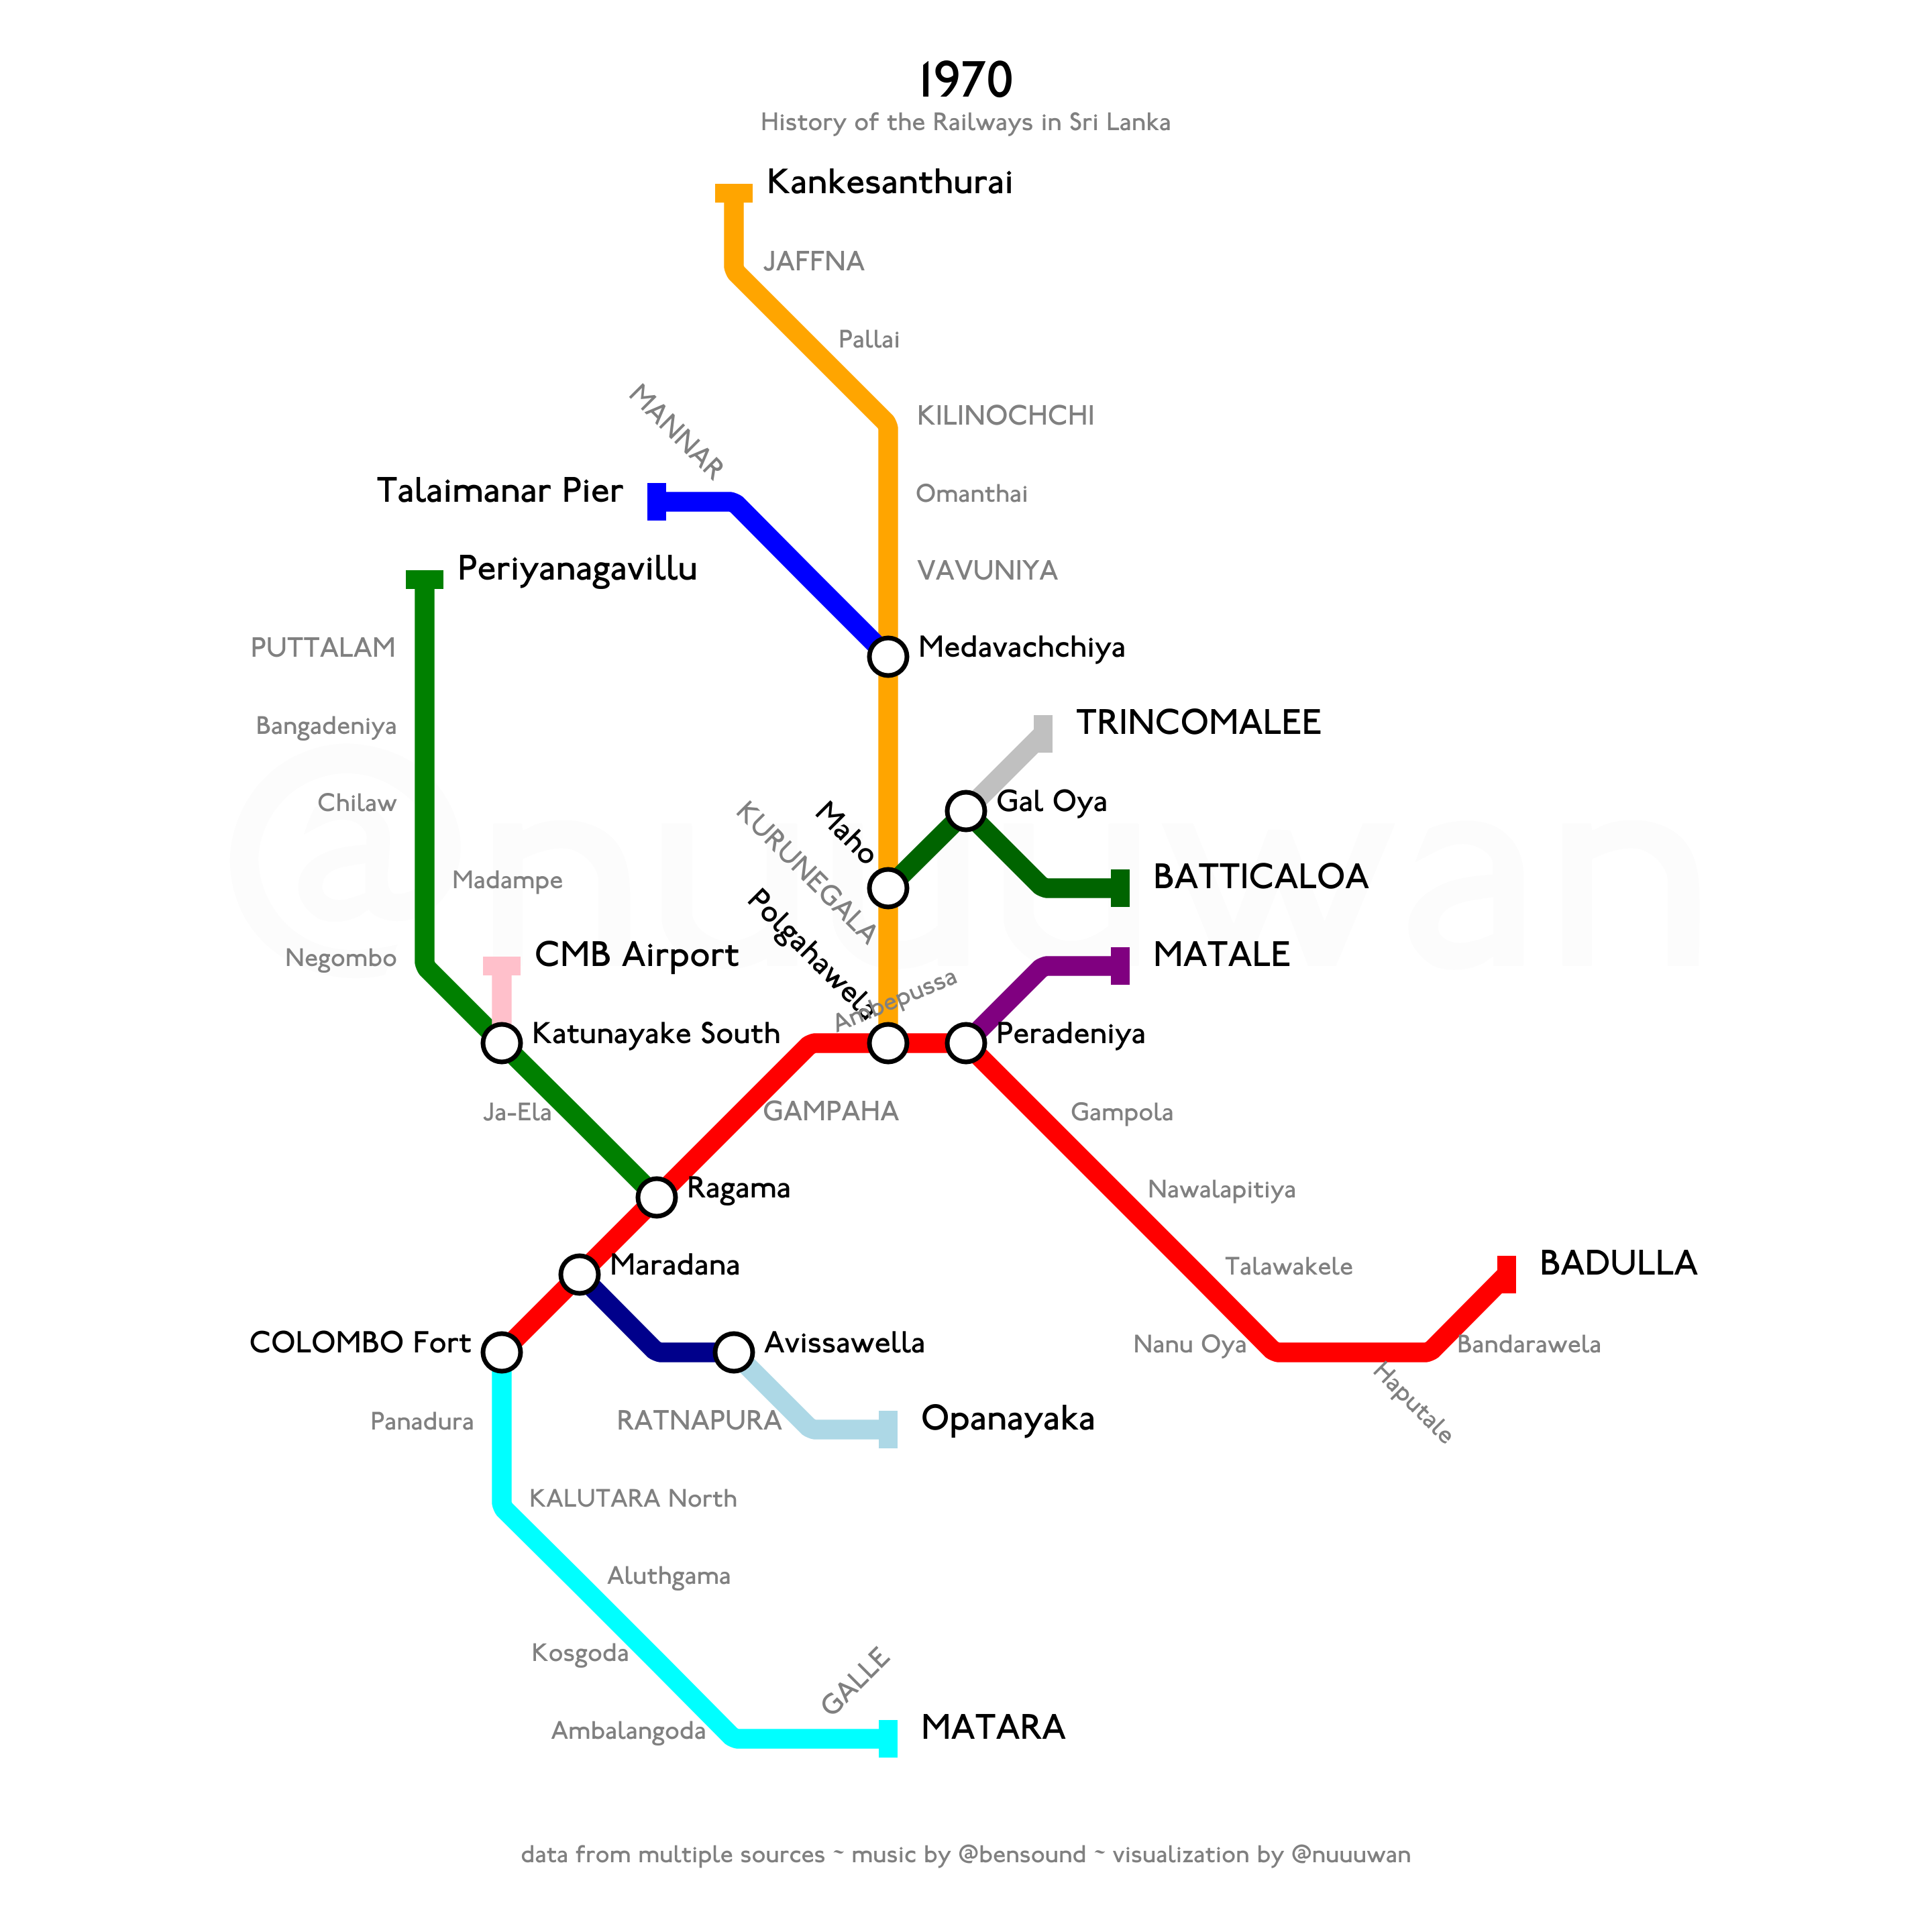 1970
History of the Railways in Sri Lanka
Kankesanthurai
JAFFNA
Pallai
MANNAR
KILINOCHCHI
Talaimanar Pier
Omanthai
Periyanagavillu
VAVUNIYA
PUTTALAM
Medavachchiya
Bangadeniya
TRINCOMALEE
Chilaw
Maho
Gal Oya
KURUNEGALA
Madampe
BATTICALOA
Polgahawela
Negombo
CMB Airport
MATALE
Ambepussa
Katunayake South
Peradeniya
Ja-Ela
GAMPAHA
Gampola
Ragama
Nawalapitiya
Maradana
Talawakele
BADULLA
COLOMBO Fort
Avissawella
Nanu Oya
Bandarawela
Haputale
Panadura
RATNAPURA
Opanayaka
KALUTARA North
Aluthgama
Kosgoda
GALLE
Ambalangoda
MATARA
@nuuuwan
data from multiple sources ~ music by @bensound ~ visualization by @nuuuwan